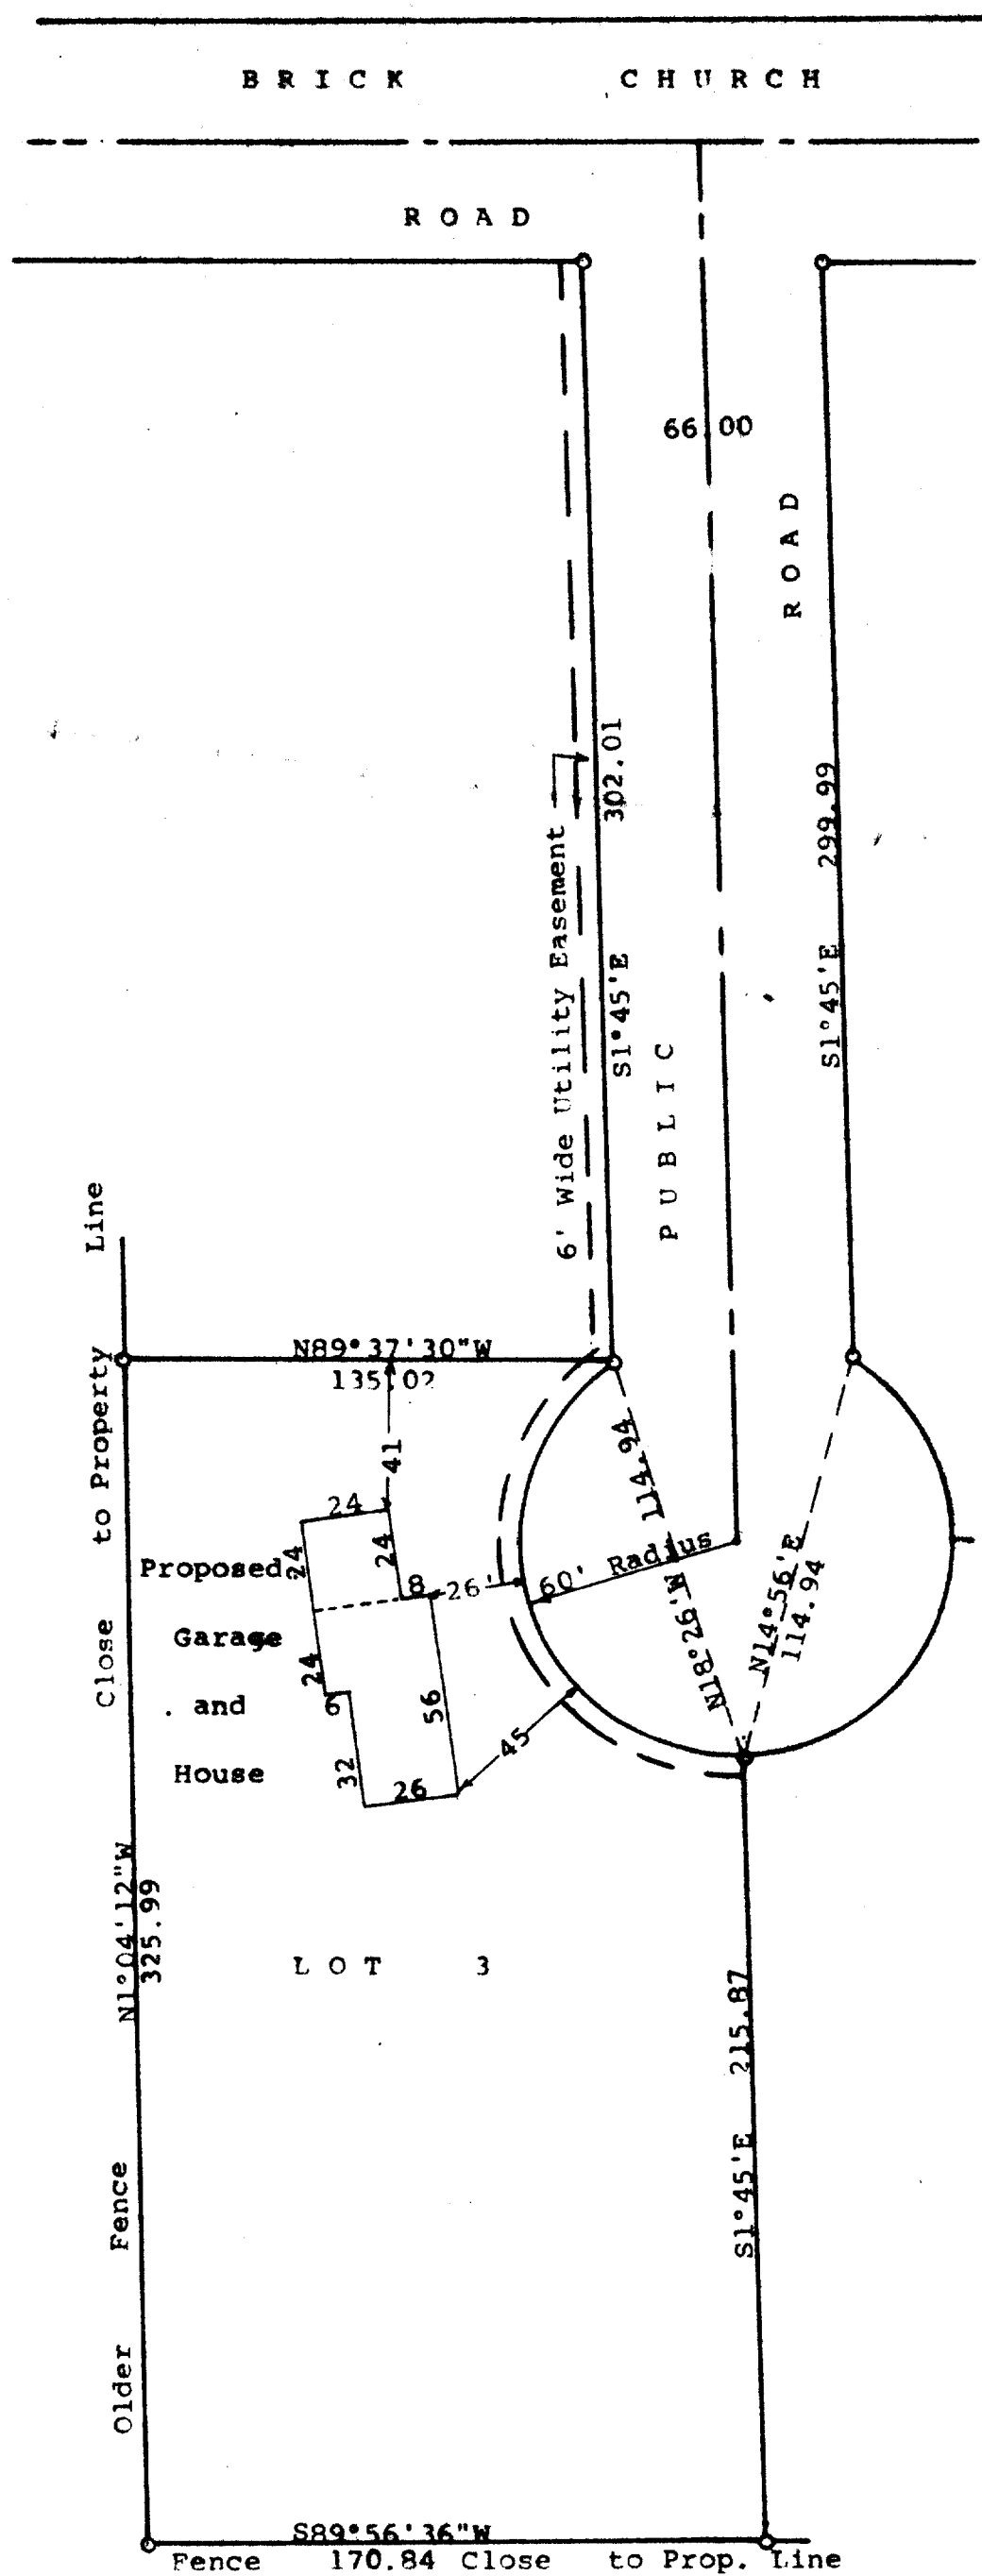 BRICK CHURCH
ROAD
66.00
PUBLIC ROAD
6' Wide Utility Easement
S1°45'E 302.01
S1°45'E 299.99
Older Fence Close to Property Line
N1°04'12"W
325.99
N89°37'30"W
135.02
41
24
24
24
8
26'
Proposed
Garage
and
House
24
6
32
56
26
45
60' Radius
N18°26'W 114.94
N14°56'E
114.94
LOT 3
S1°45'E 215.87
S89°56'36"W
Fence 170.84 Close to Prop. Line